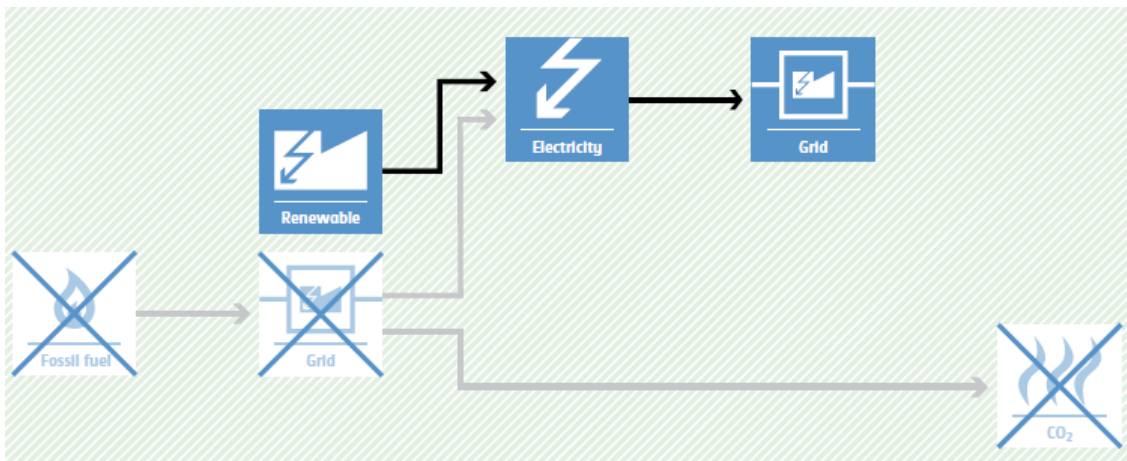 Electricity
Grid
Renewable
Fossil fuel
Grid
CO₂